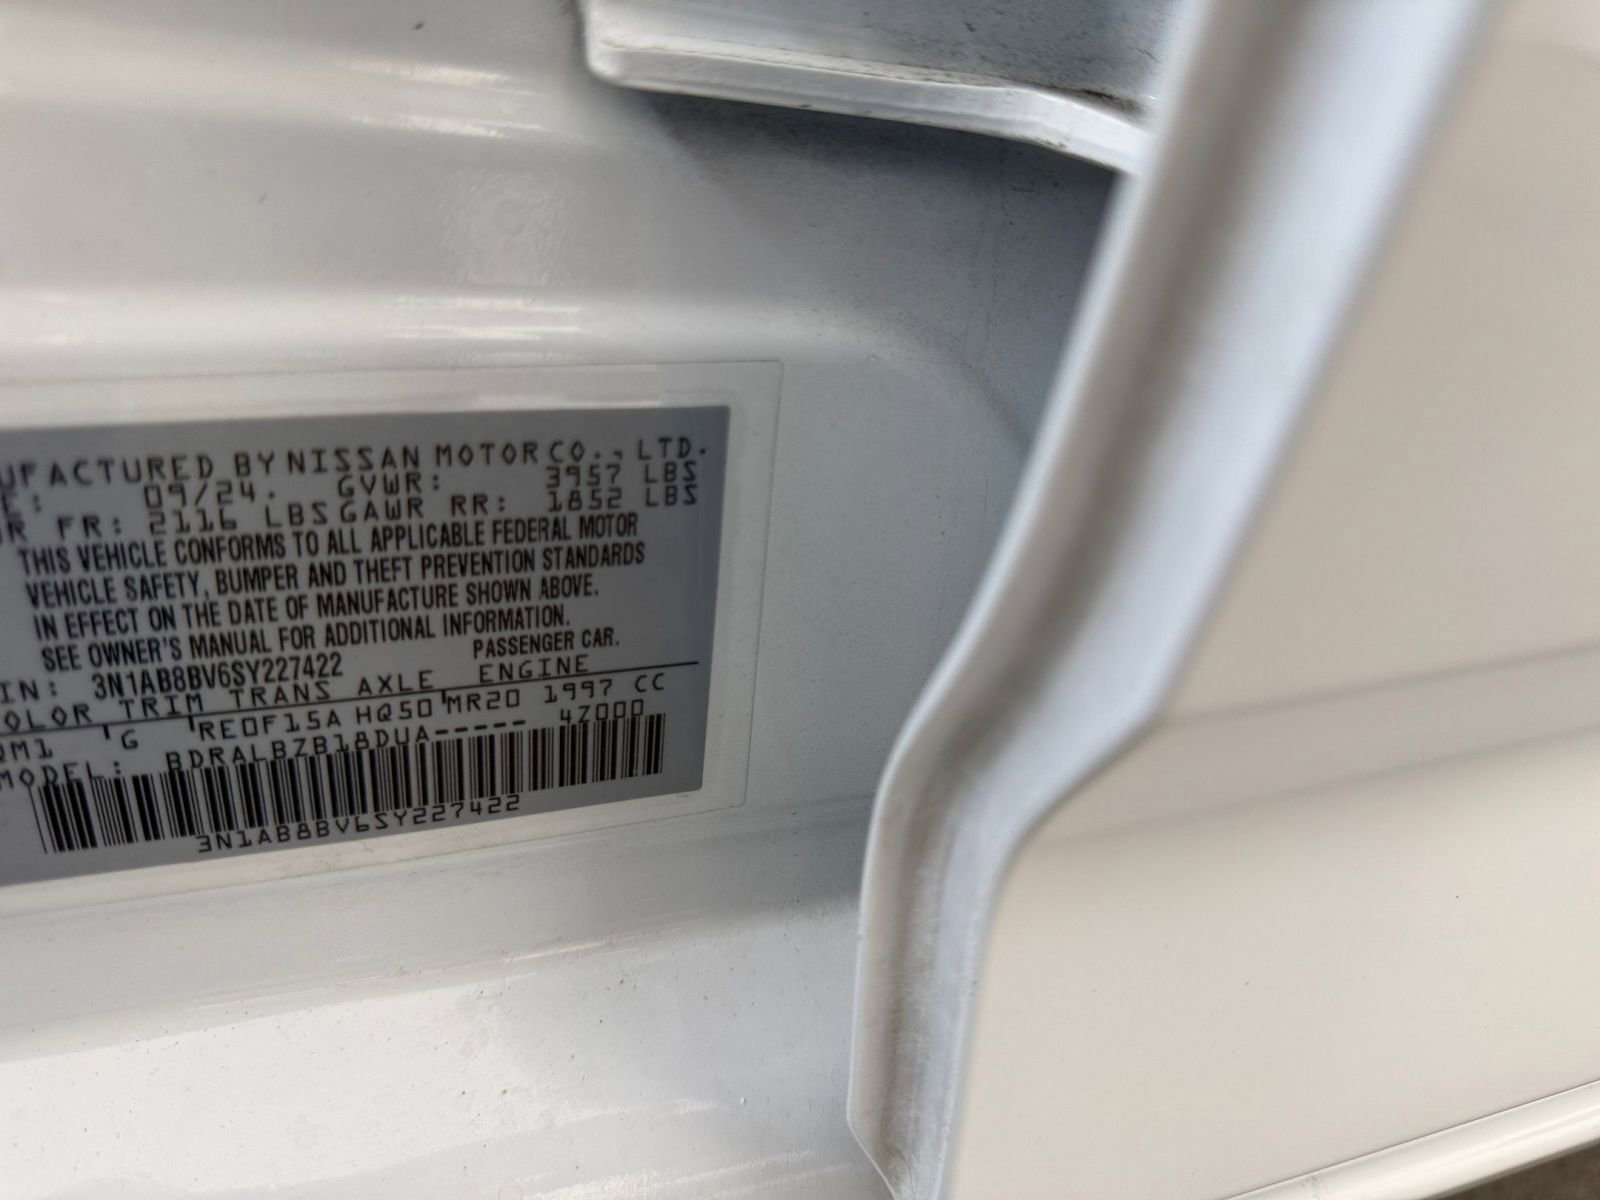 UFACTURED BY NISSAN MOTOR CO., LTD.
E: 09/24. GVWR: 3957 LBS
R FR: 2116 LBS GAWR RR: 1852 LBS
THIS VEHICLE CONFORMS TO ALL APPLICABLE FEDERAL MOTOR
VEHICLE SAFETY, BUMPER AND THEFT PREVENTION STANDARDS
IN EFFECT ON THE DATE OF MANUFACTURE SHOWN ABOVE.
SEE OWNER'S MANUAL FOR ADDITIONAL INFORMATION.
IN: 3N1AB8BV6SY227422 PASSENGER CAR.
OLOR TRIM TRANS AXLE ENGINE
QM1 G RE0F15A HQ50 MR20 1997 CC
MODEL: BDRALBZB18DUA----- 4Z000
3N1AB8BV6SY227422